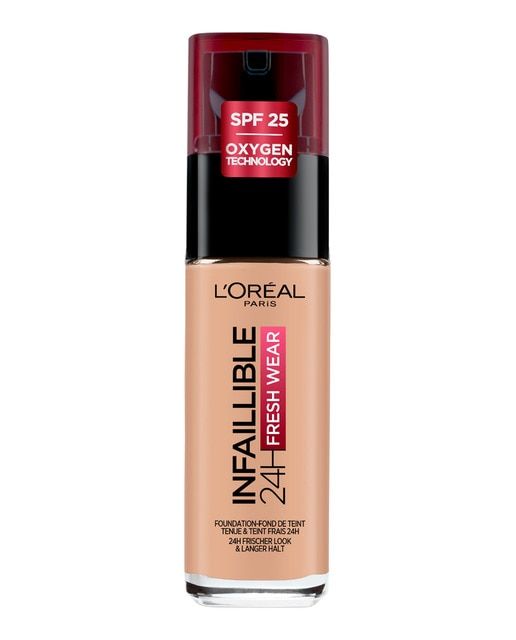 SPF 25
OXYGEN
TECHNOLOGY
L'ORÉAL
PARIS
INFAILLIBLE
24H FRESH WEAR
FOUNDATION-FOND DE TEINT
TENUE & TEINT FRAIS 24H
24H FRISCHER LOOK
& LANGER HALT